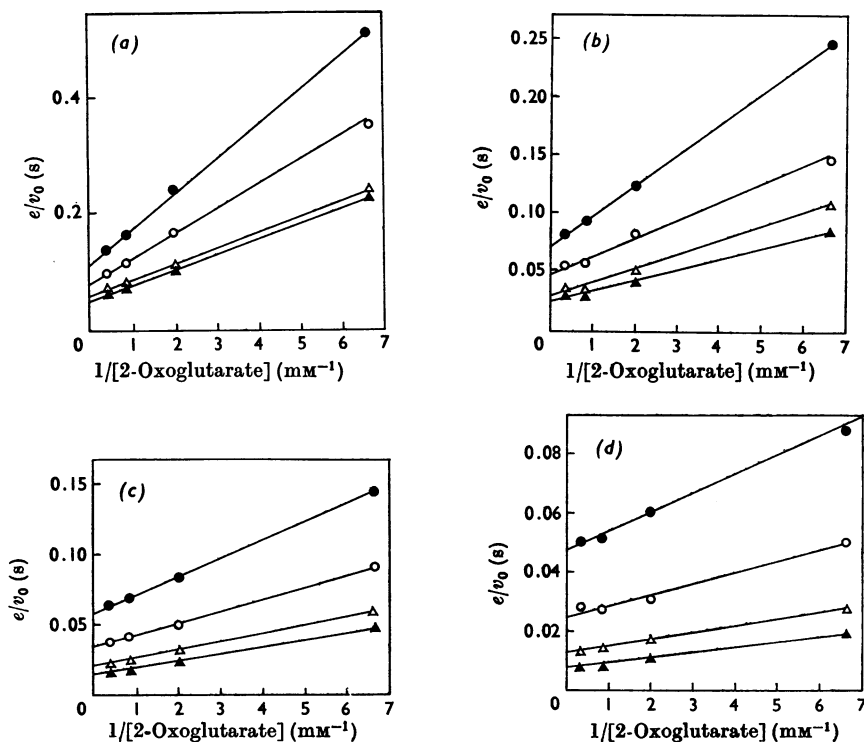 (a)
0.4
0.2
0
e/v₀ (s)
1 2 3 4 5 6 7
1/[2-Oxoglutarate] (mM⁻¹)
(b)
0.25
0.20
0.15
0.10
0.05
0
e/v₀ (s)
1 2 3 4 5 6 7
1/[2-Oxoglutarate] (mM⁻¹)
(c)
0.15
0.10
0.05
0
e/v₀ (s)
1 2 3 4 5 6 7
1/[2-Oxoglutarate] (mM⁻¹)
(d)
0.08
0.06
0.04
0.02
0
e/v₀ (s)
1 2 3 4 5 6 7
1/[2-Oxoglutarate] (mM⁻¹)